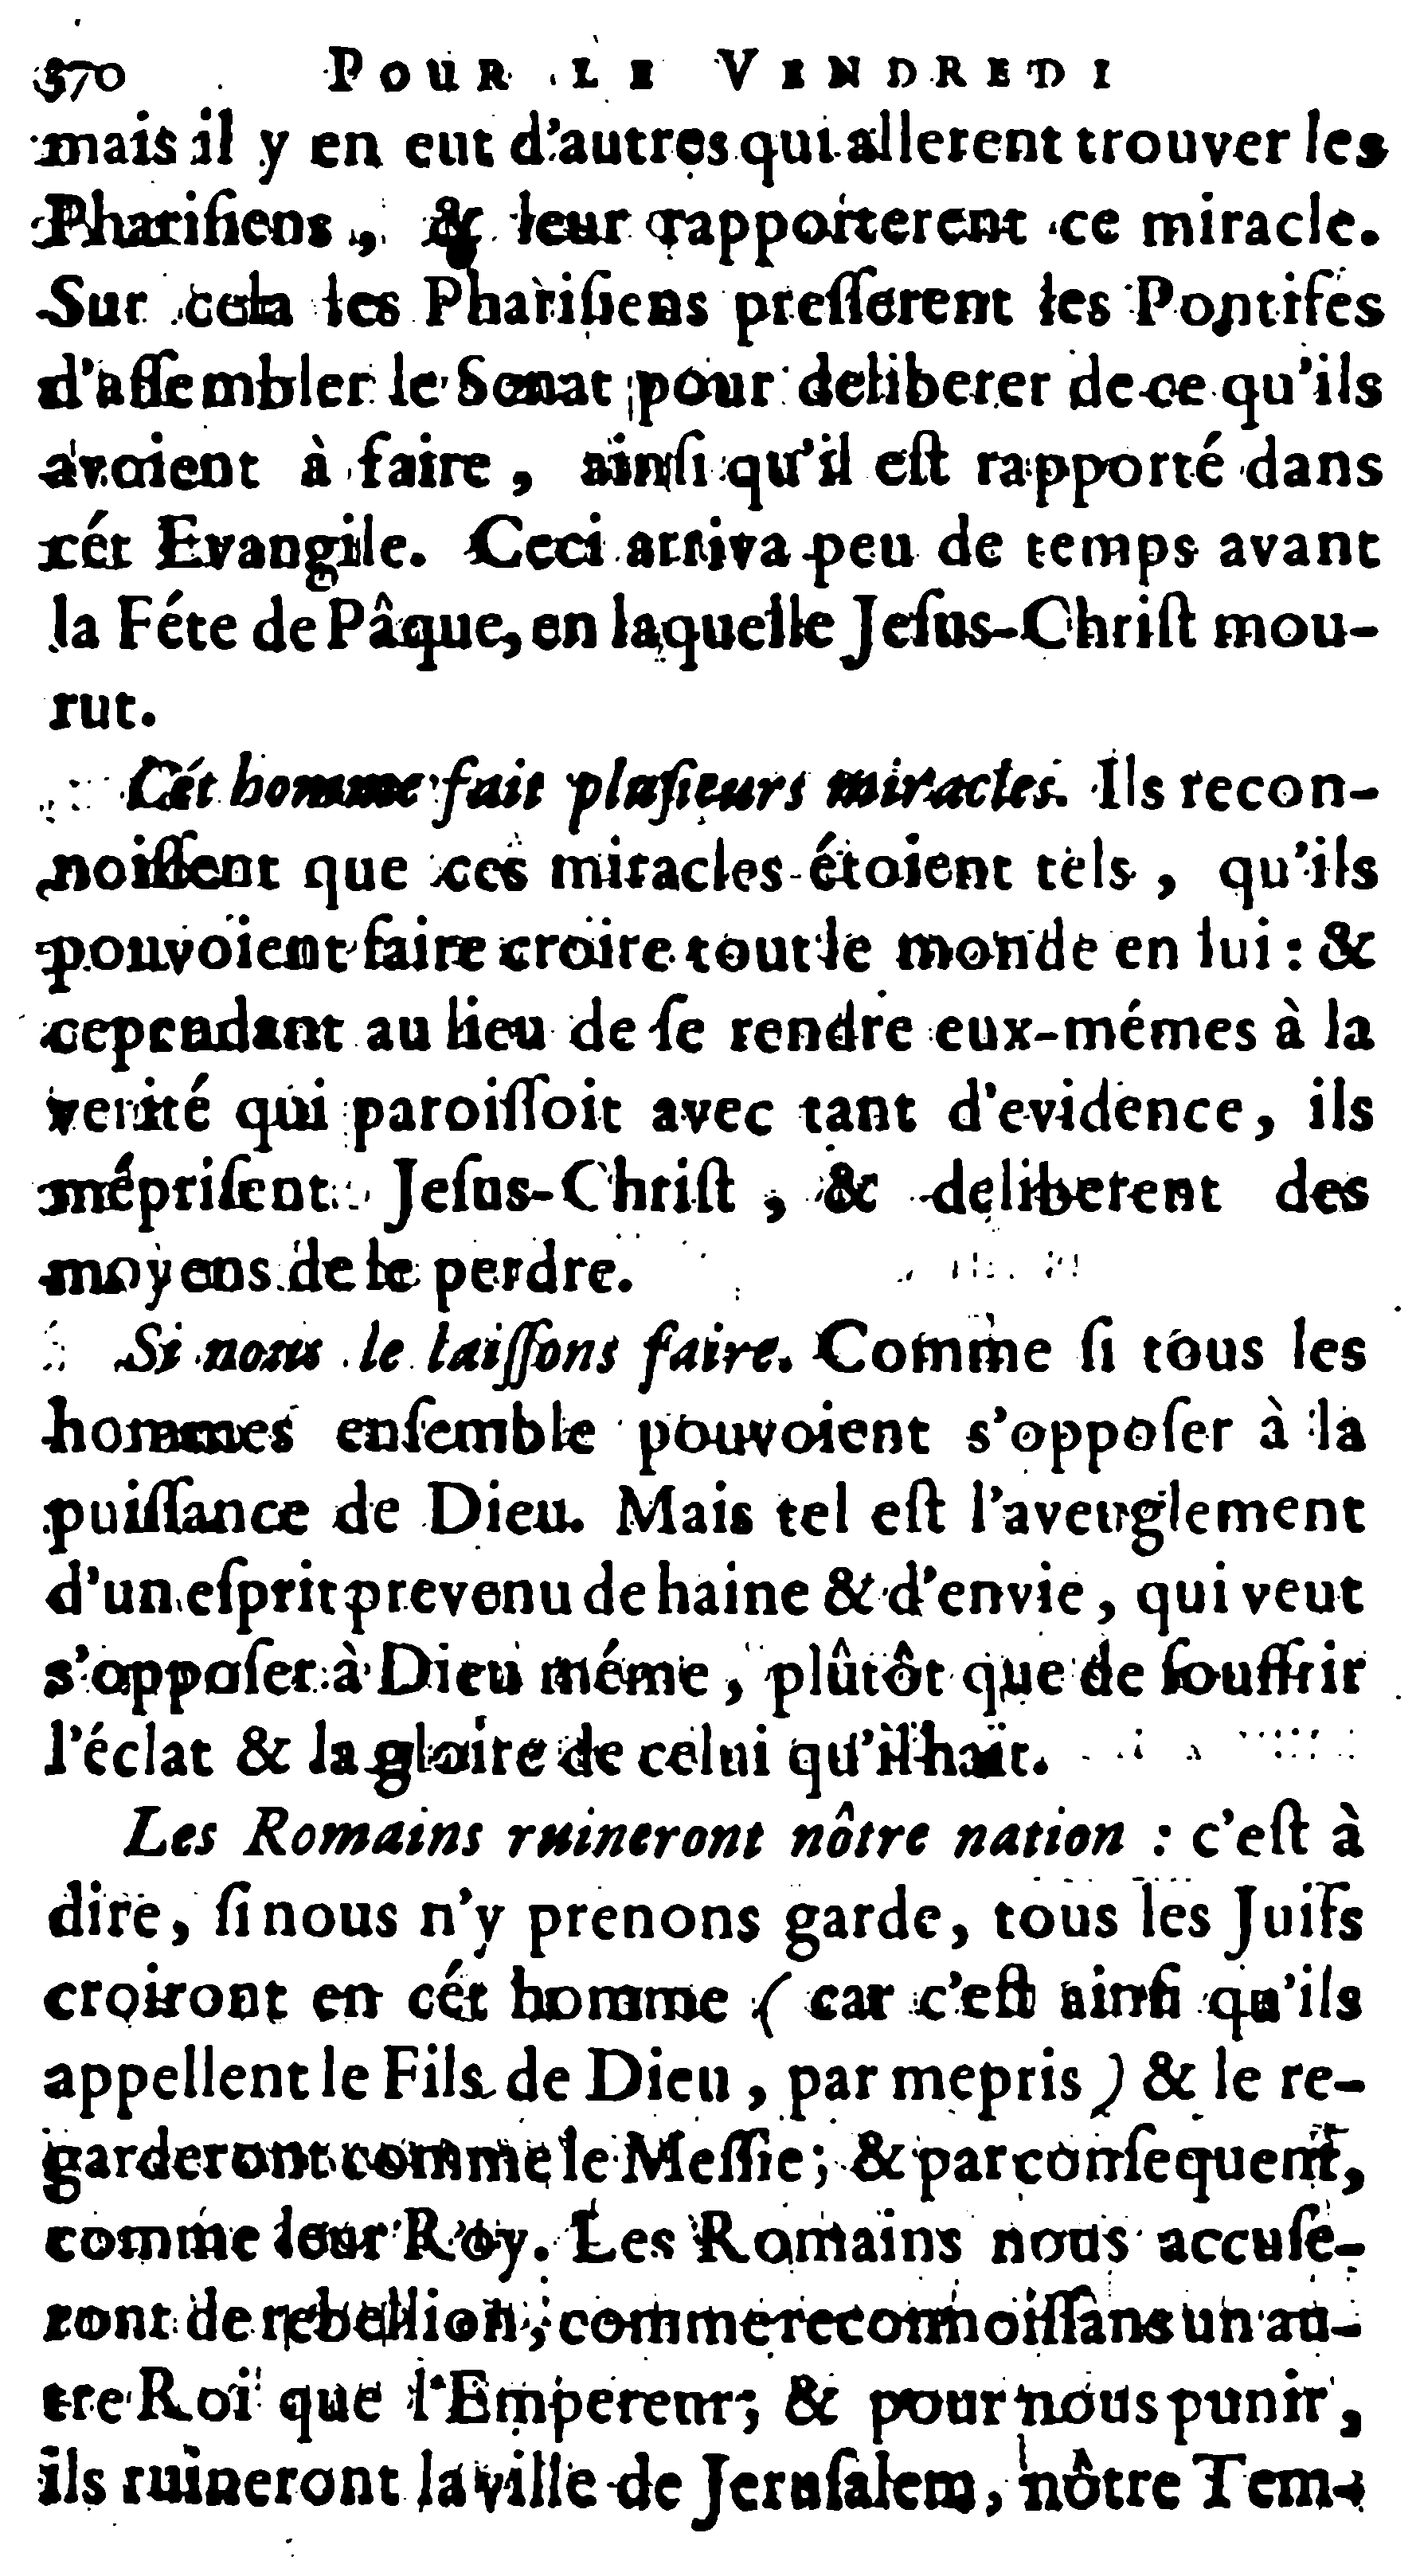 370 POUR LE VENDREDI
mais il y en eut d'autres qui allerent trouver les
Pharisiens, & leur rapporterent ce miracle.
Sur cela les Pharisiens presserent les Pontifes
d'assembler le Senat pour deliberer de ce qu'ils
avoient à faire, ainsi qu'il est rapporté dans
cét Evangile. Ceci arriva peu de temps avant
la Féte de Pâque, en laquelle Jesus-Christ mou-
rut.
Cét homme fait plusieurs miracles. Ils recon-
noissent que ces miracles étoient tels, qu'ils
pouvoient faire croire tout le monde en lui : &
cependant au lieu de se rendre eux-mémes à la
verité qui paroissoit avec tant d'evidence, ils
méprisent Jesus-Christ, & deliberent des
moyens de le perdre.
Si nous le laissons faire. Comme si tous les
hommes ensemble pouvoient s'opposer à la
puissance de Dieu. Mais tel est l'aveuglement
d'un esprit prevenu de haine & d'envie, qui veut
s'opposer à Dieu méme, plûtôt que de souffrir
l'éclat & la gloire de celui qu'il hait.
Les Romains ruineront nôtre nation : c'est à
dire, si nous n'y prenons garde, tous les Juifs
croiront en cét homme ( car c'est ainsi qu'ils
appellent le Fils de Dieu, par mepris ) & le re-
garderont comme le Messie; & par consequent,
comme leur Roy. Les Romains nous accuse-
ront de rebellion, comme reconnoissans un au-
tre Roi que l'Empereur; & pour nous punir,
ils ruineront la ville de Jerusalem, nôtre Tem-